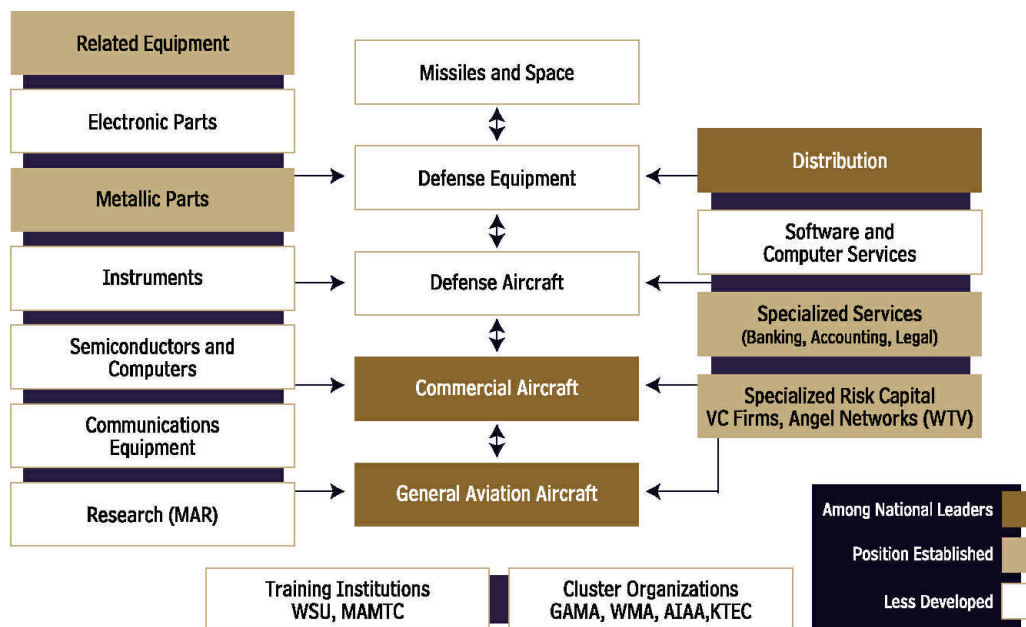 Related Equipment
Electronic Parts
Metallic Parts
Instruments
Semiconductors and
Computers
Communications
Equipment
Research (MAR)
Missiles and Space
Defense Equipment
Defense Aircraft
Commercial Aircraft
General Aviation Aircraft
Distribution
Software and
Computer Services
Specialized Services
(Banking, Accounting, Legal)
Specialized Risk Capital
VC Firms, Angel Networks (WTV)
Training Institutions
WSU, MAMTC
Cluster Organizations
GAMA, WMA, AIAA,KTEC
Among National Leaders
Position Established
Less Developed